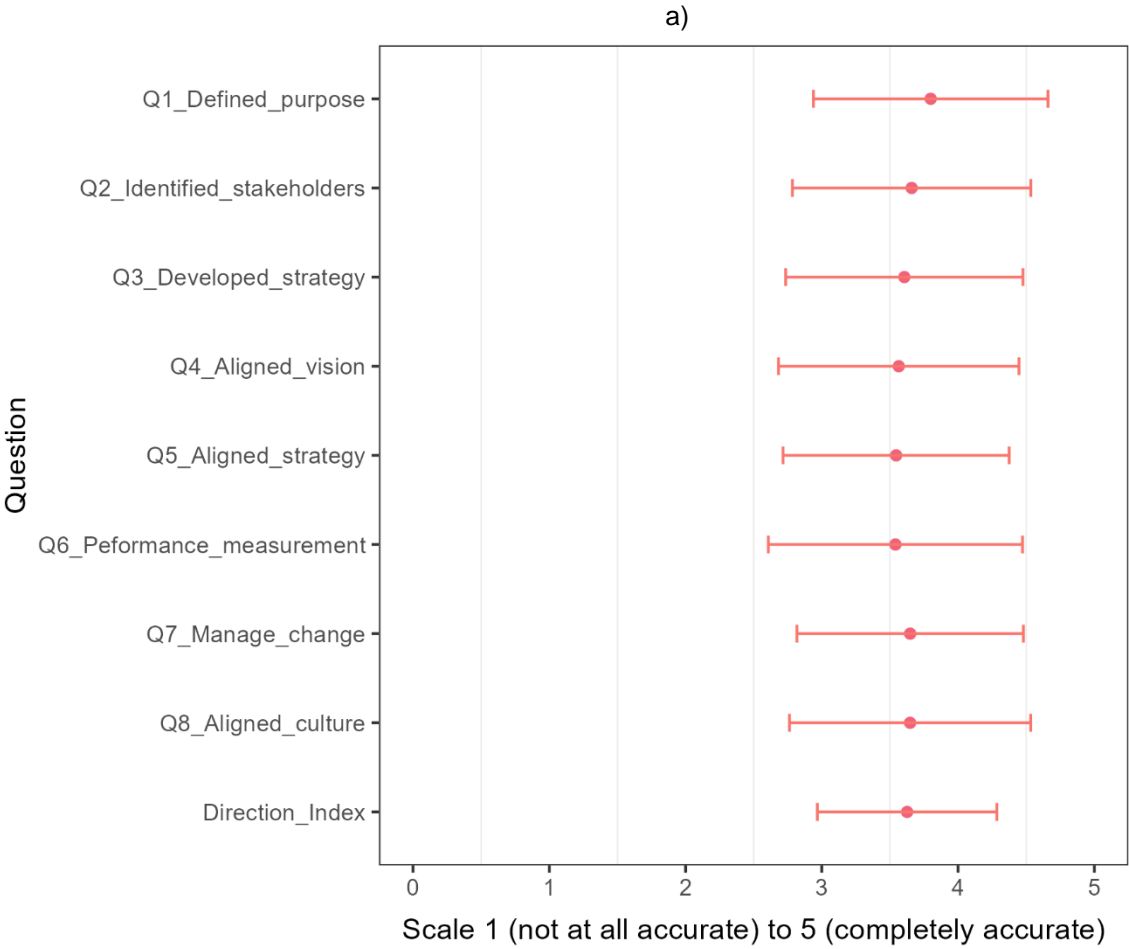 a)
Question
Q1_Defined_purpose
Q2_Identified_stakeholders
Q3_Developed_strategy
Q4_Aligned_vision
Q5_Aligned_strategy
Q6_Peformance_measurement
Q7_Manage_change
Q8_Aligned_culture
Direction_Index
0 1 2 3 4 5
Scale 1 (not at all accurate) to 5 (completely accurate)